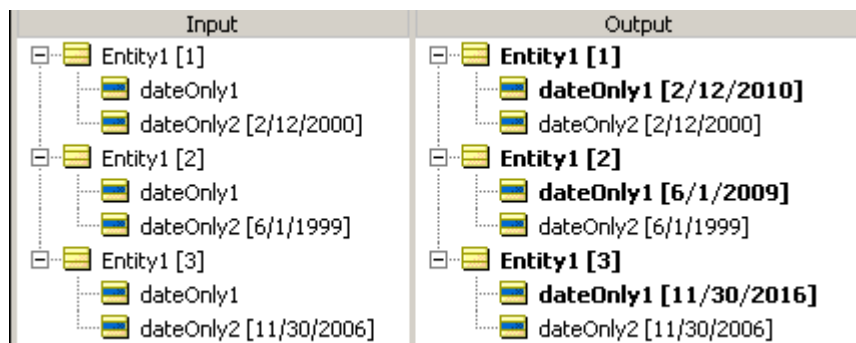 Input
Entity1 [1]
dateOnly1
dateOnly2 [2/12/2000]
Entity1 [2]
dateOnly1
dateOnly2 [6/1/1999]
Entity1 [3]
dateOnly1
dateOnly2 [11/30/2006]
Output
Entity1 [1]
dateOnly1 [2/12/2010]
dateOnly2 [2/12/2000]
Entity1 [2]
dateOnly1 [6/1/2009]
dateOnly2 [6/1/1999]
Entity1 [3]
dateOnly1 [11/30/2016]
dateOnly2 [11/30/2006]